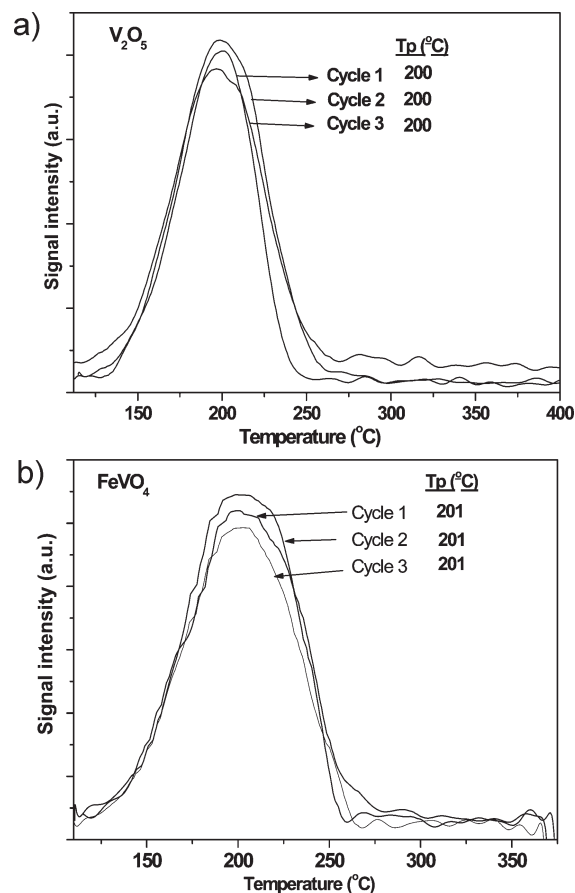 a)
V₂O₅
Tp (°C)
Cycle 1 200
Cycle 2 200
Cycle 3 200
Signal intensity (a.u.)
150 200 250 300 350 400
Temperature (°C)
b)
FeVO₄
Tp (°C)
Cycle 1 201
Cycle 2 201
Cycle 3 201
Signal intensity (a.u.)
150 200 250 300 350
Temperature (°C)